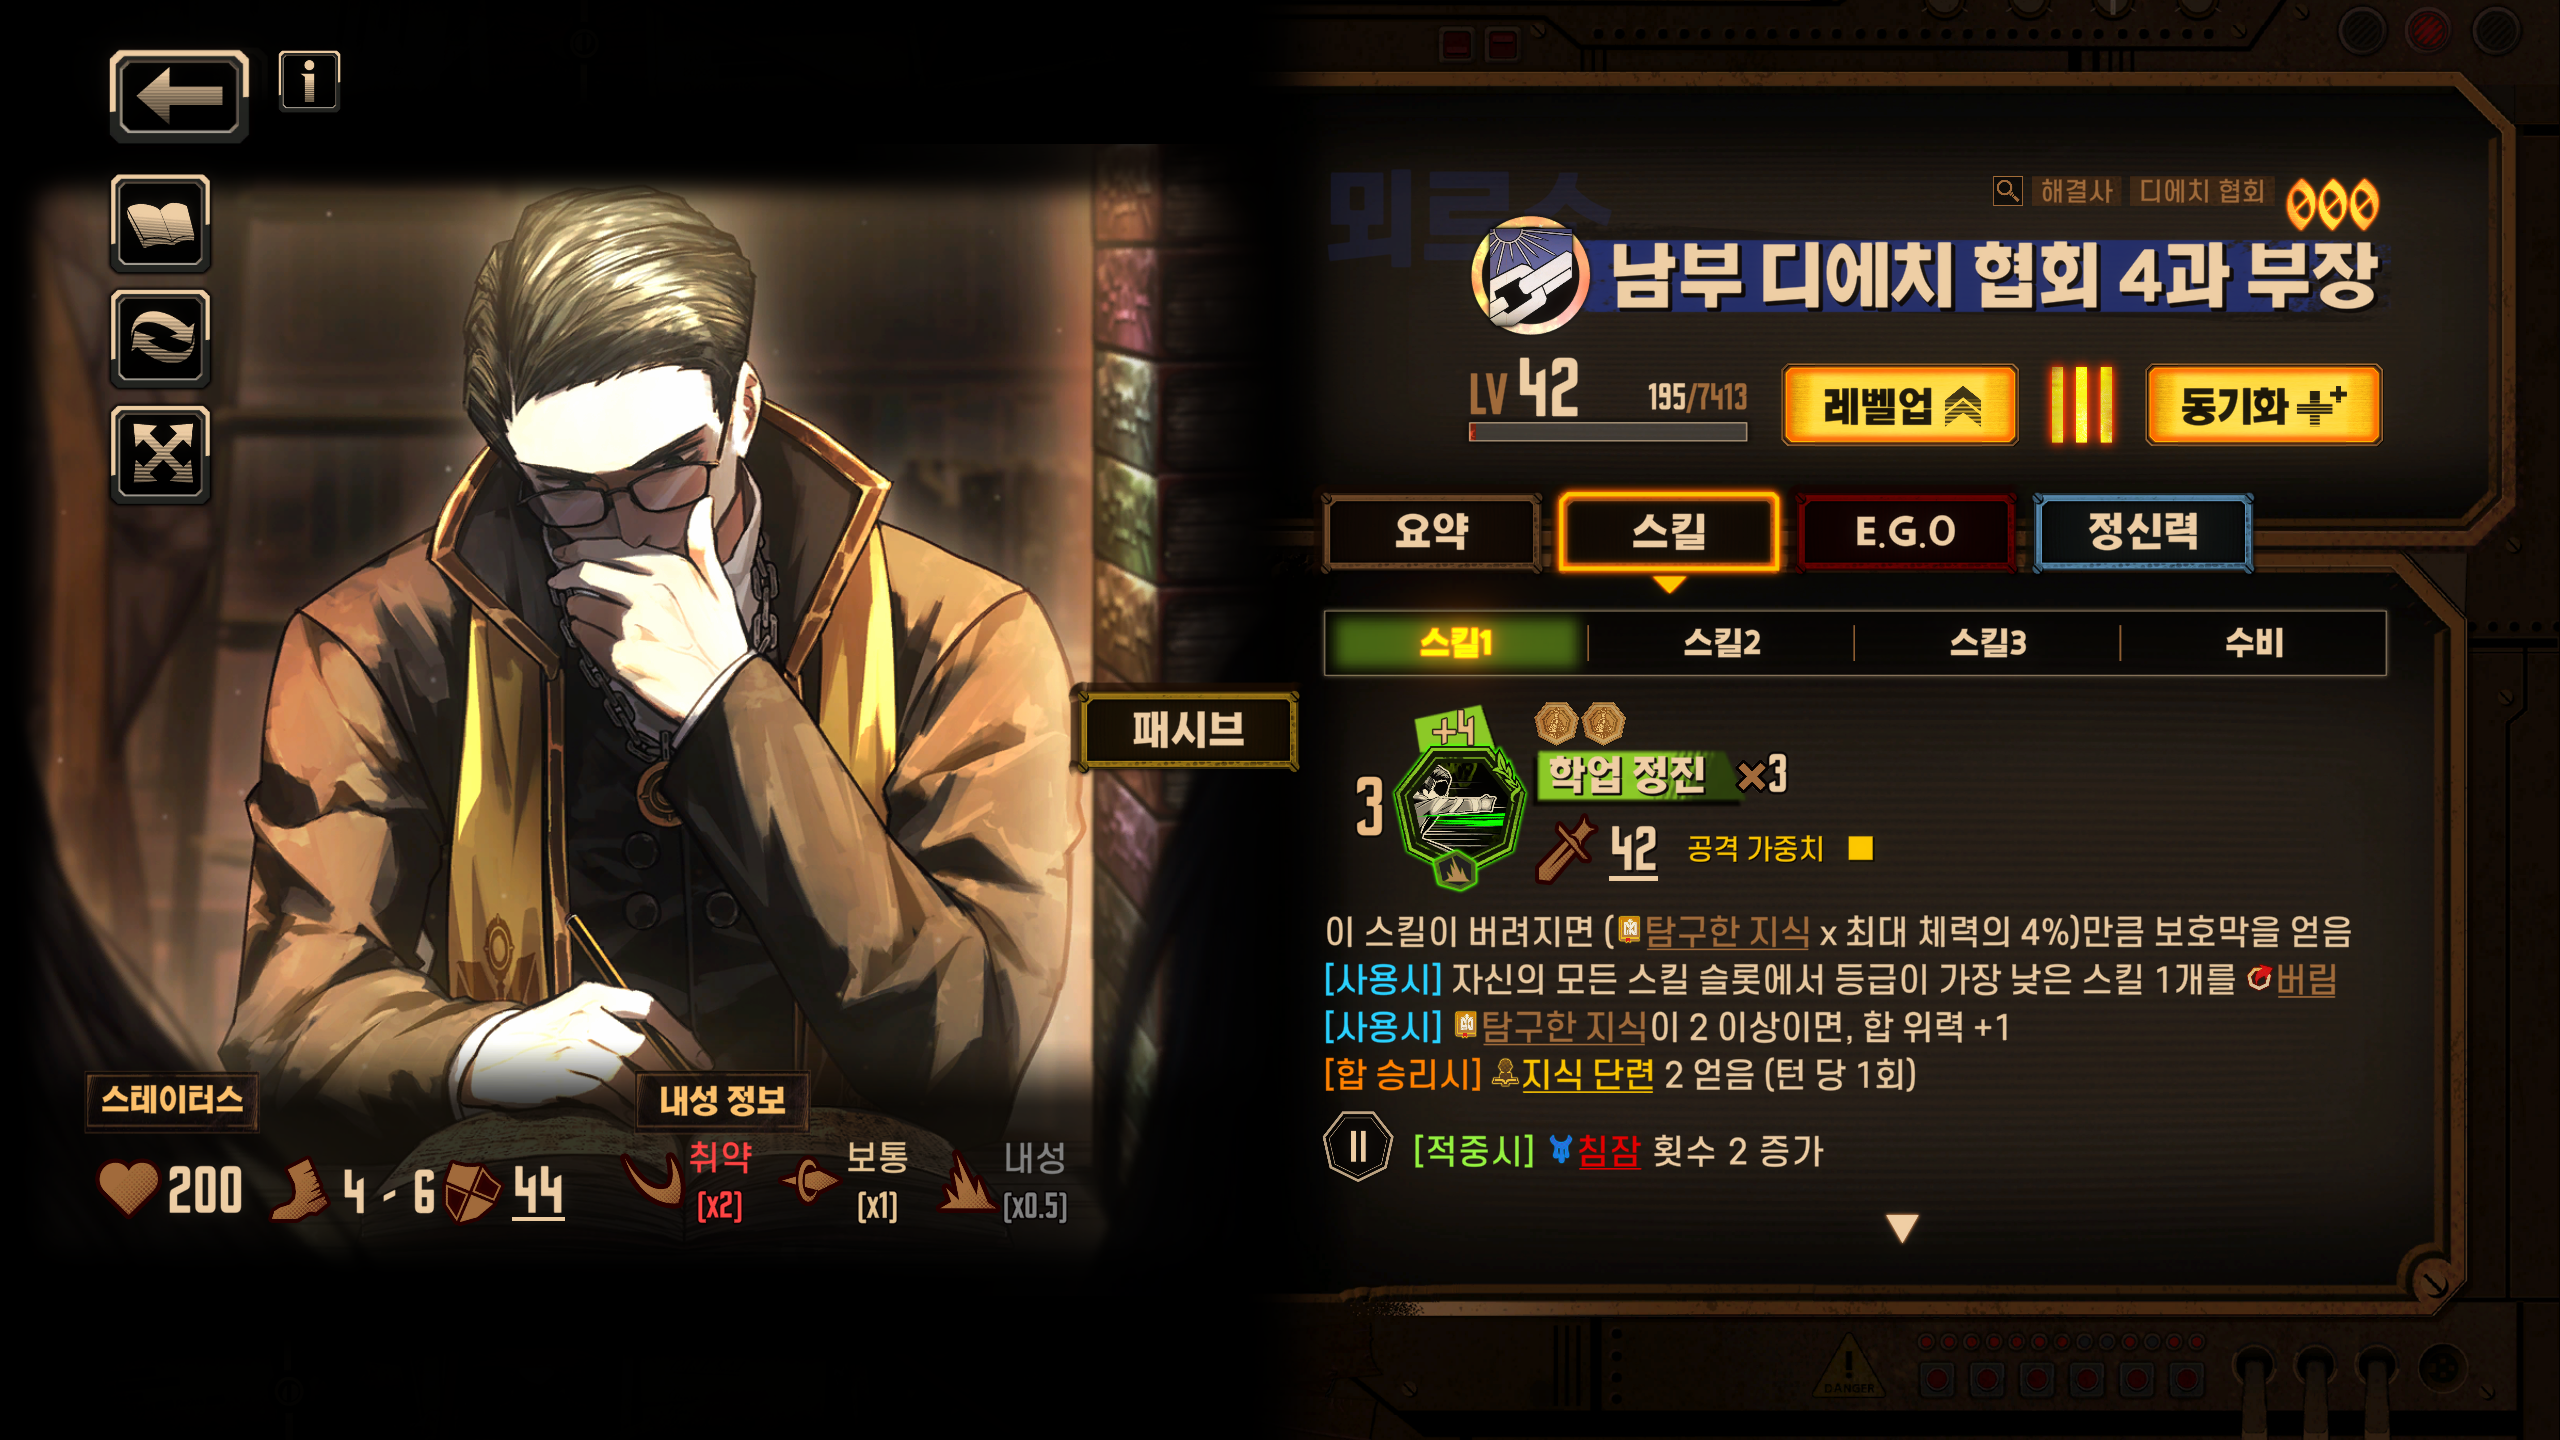 뫼르소
해결사 디에치 협회
남부 디에치 협회 4과 부장
LV 42 195/7413 레벨업 동기화
요약 스킬 E.G.O 정신력
스킬1 스킬2 스킬3 수비
패시브
+4
3
학업 정진 ×3
42 공격 가중치
이 스킬이 버려지면 (탐구한 지식 x 최대 체력의 4%)만큼 보호막을 얻음
[사용시] 자신의 모든 스킬 슬롯에서 등급이 가장 낮은 스킬 1개를 버림
[사용시] 탐구한 지식이 2 이상이면, 합 위력 +1
[합 승리시] 지식 단련 2 얻음 (턴 당 1회)
[적중시] 침잠 횟수 2 증가
스테이터스
200 4 - 6 44
내성 정보
취약 [x2]
보통 [x1]
내성 [x0.5]
DANGER